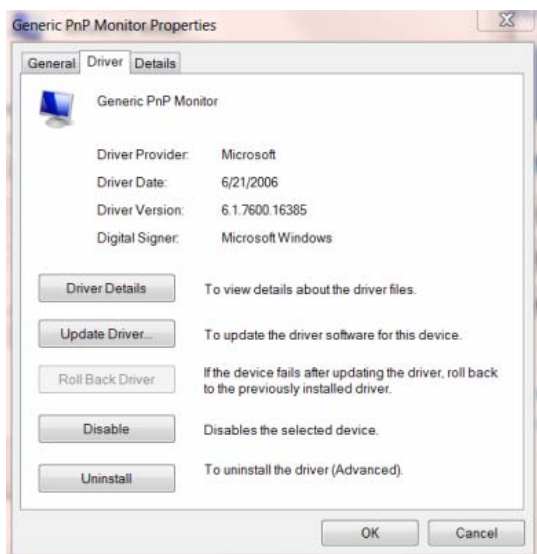 Generic PnP Monitor Properties
General Driver Details
Generic PnP Monitor
Driver Provider: Microsoft
Driver Date: 6/21/2006
Driver Version: 6.1.7600.16385
Digital Signer: Microsoft Windows
Driver Details To view details about the driver files.
Update Driver... To update the driver software for this device.
Roll Back Driver If the device fails after updating the driver, roll back
to the previously installed driver.
Disable Disables the selected device.
Uninstall To uninstall the driver (Advanced).
OK Cancel